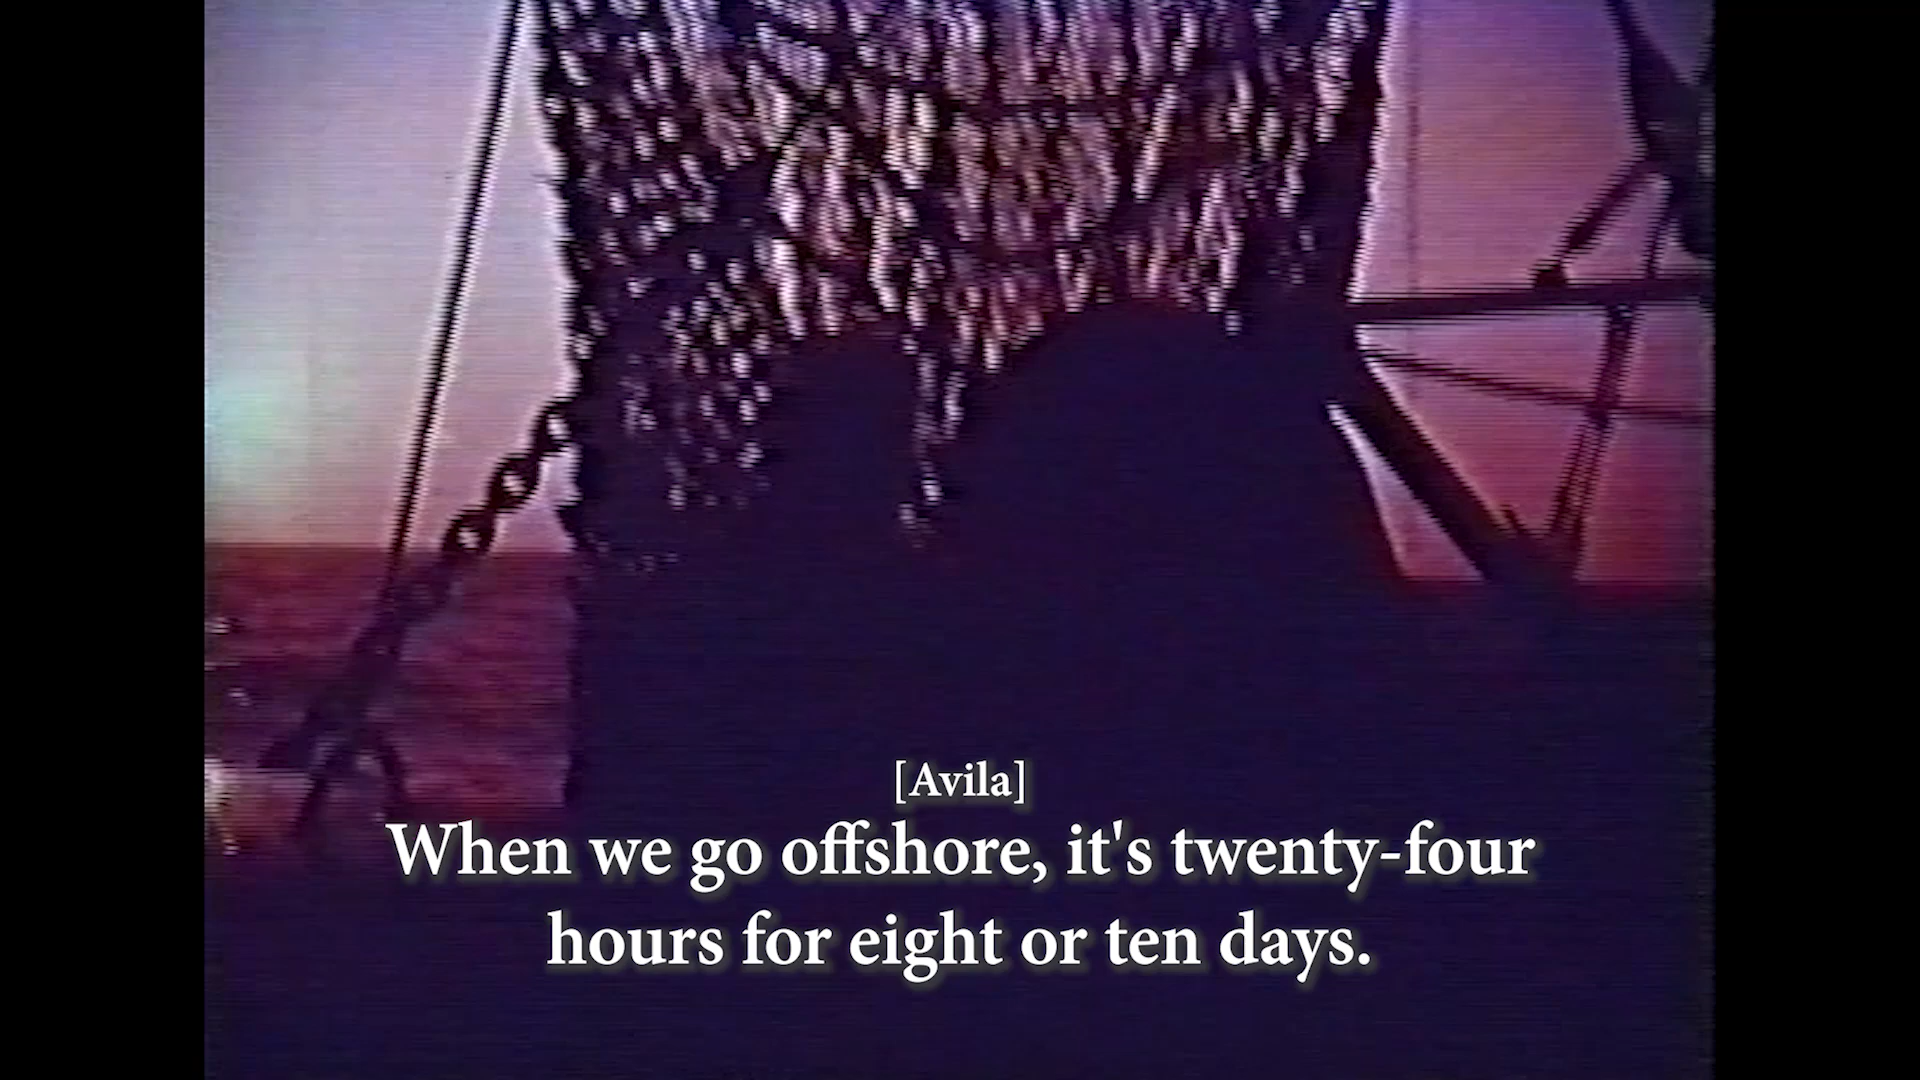 [Avila]
When we go offshore, it's twenty-four
hours for eight or ten days.